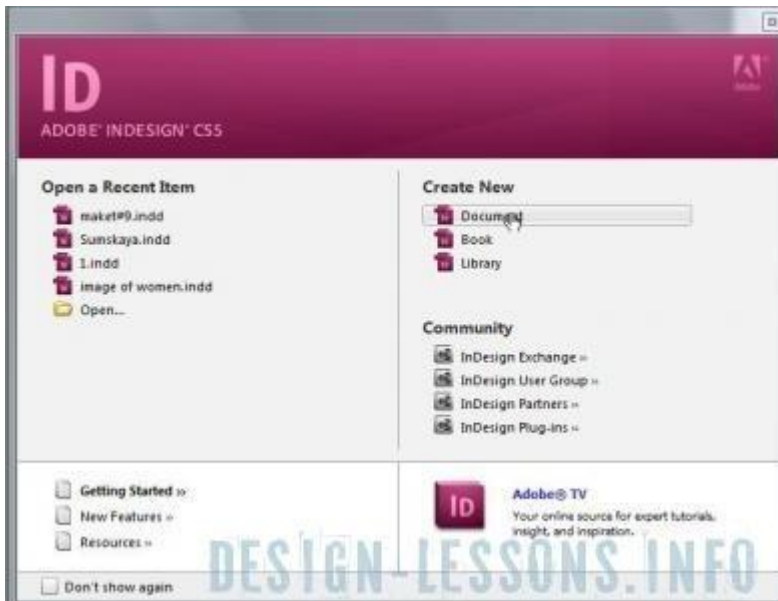 ID
ADOBE® INDESIGN® CS5
Adobe
Open a Recent Item
maket#9.indd
Sumskaya.indd
1.indd
image of women.indd
Open...
Create New
Document
Book
Library
Community
InDesign Exchange »
InDesign User Group »
InDesign Partners »
InDesign Plug-ins »
Getting Started »
New Features »
Resources »
ID
Adobe® TV
Your online source for expert tutorials,
insight, and inspiration.
Don't show again
DESIGN-LESSONS.INFO